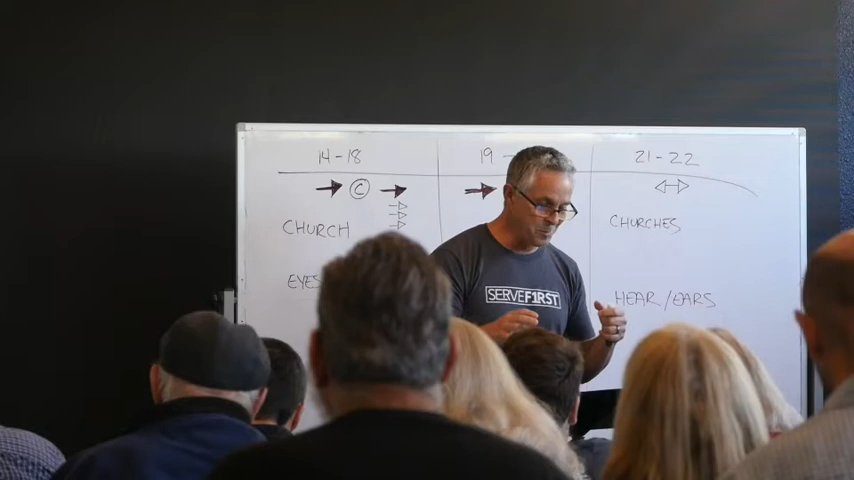 14-18
19-
21-22
C
CHURCH
CHURCHES
EYES
HEAR/EARS
SERVEF1RST